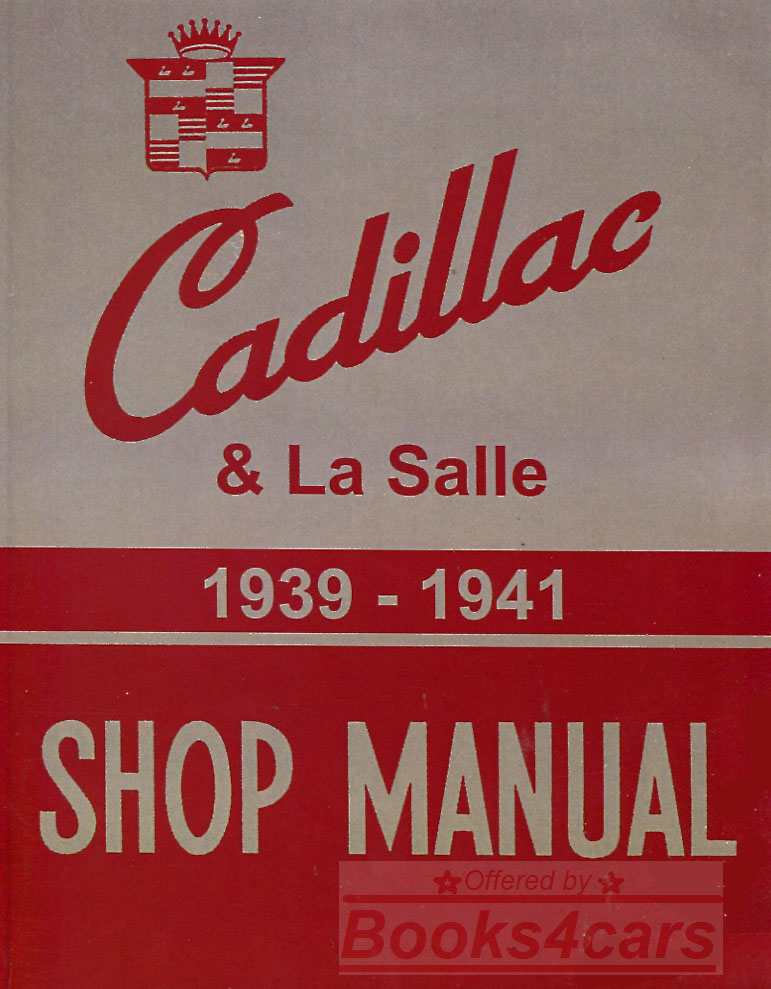 Cadillac
& La Salle
1939 - 1941
SHOP MANUAL
Offered by
Books4cars